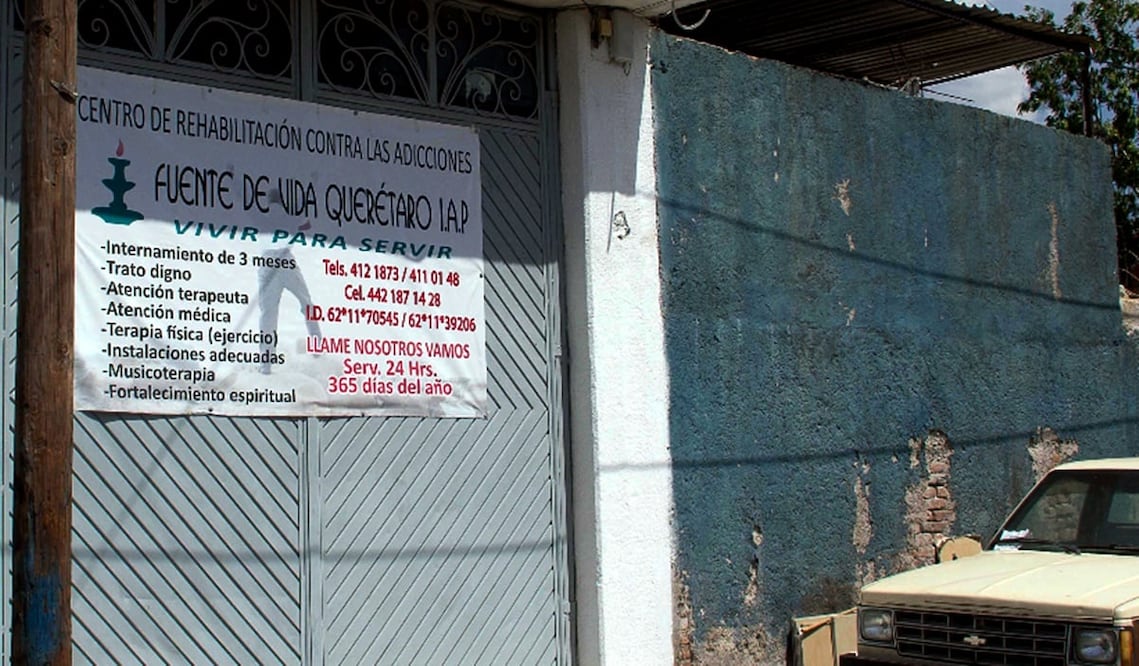 CENTRO DE REHABILITACIÓN CONTRA LAS ADICCIONES
FUENTE DE VIDA QUERÉTARO I.A.P
VIVIR PARA SERVIR
-Internamiento de 3 meses
-Trato digno
-Atención terapeuta
-Atención médica
-Terapia física (ejercicio)
-Instalaciones adecuadas
-Musicoterapia
-Fortalecimiento espiritual
Tels. 412 1873 / 411 01 48
Cel. 442 187 14 28
I.D. 62*11*70545 / 62*11*39206
LLAME NOSOTROS VAMOS
Serv. 24 Hrs.
365 días del año